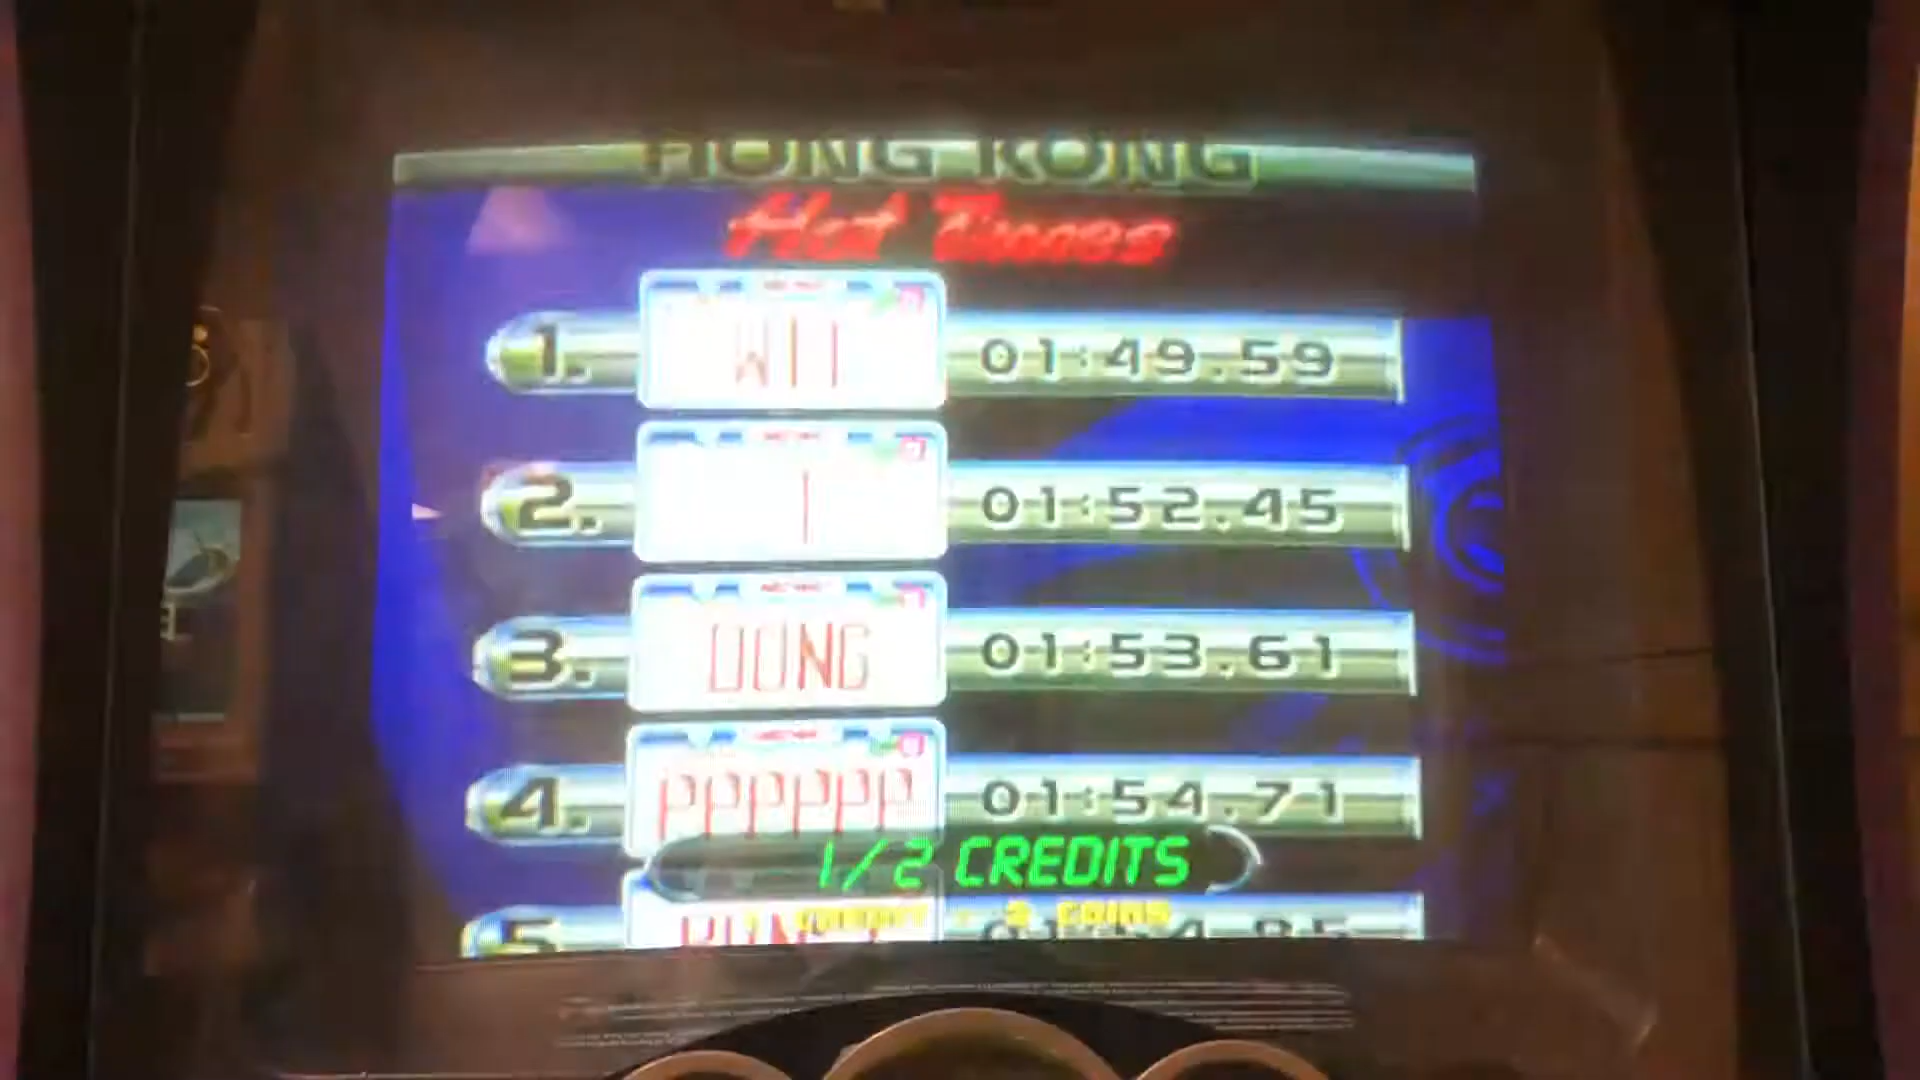 HONG KONG
Hot Times
1. WII 01:49.59
2. I 01:52.45
3. DONG 01:53.61
4. PPPPPP 01:54.71
1/2 CREDITS
5